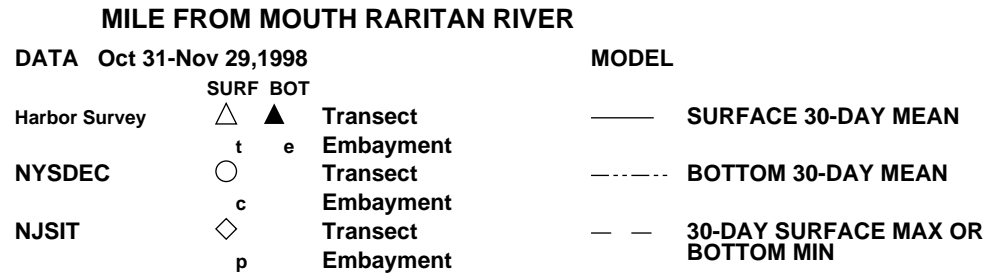 MILE FROM MOUTH RARITAN RIVER
DATA Oct 31-Nov 29,1998 MODEL
SURF BOT
Harbor Survey Transect SURFACE 30-DAY MEAN
t e Embayment
NYSDEC Transect BOTTOM 30-DAY MEAN
c Embayment
NJSIT Transect 30-DAY SURFACE MAX OR
BOTTOM MIN
p Embayment